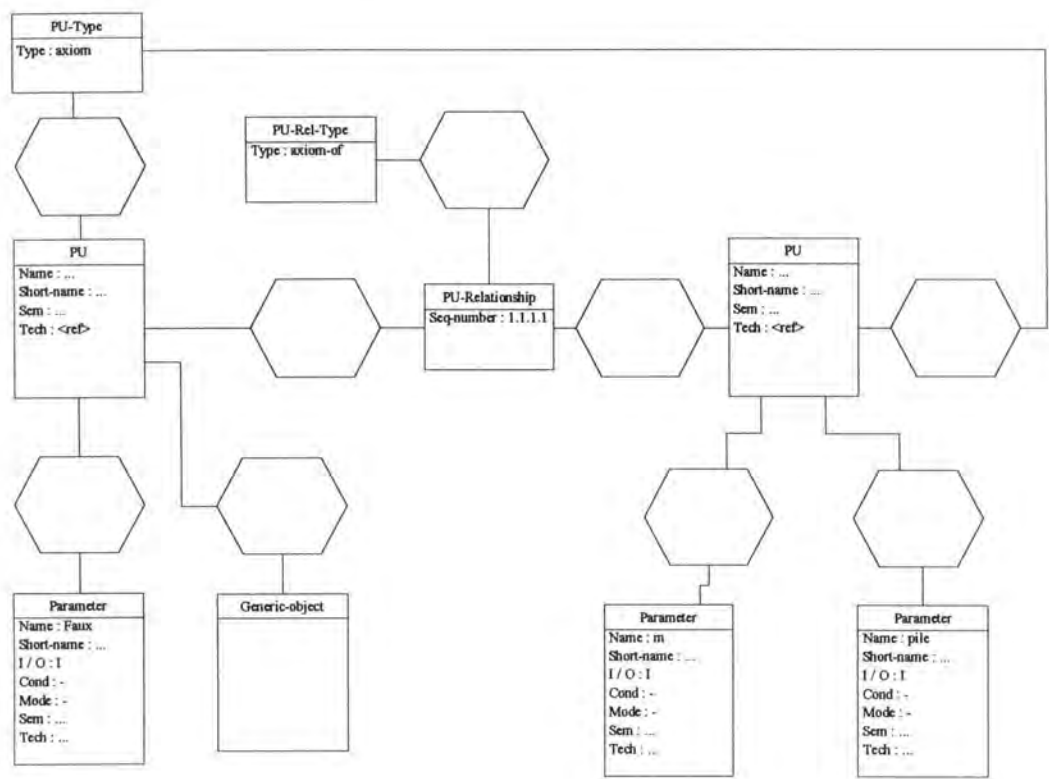 PU-Type
Type : axiom
PU-Rel-Type
Type : axiom-of
PU
Name : ...
Short-name : ...
Sem : ...
Tech : <ref>
PU-Relationship
Seq-number : 1.1.1.1
PU
Name : ...
Short-name : ...
Sem : ...
Tech : <ref>
Parameter
Name : Faux
Short-name : ...
I / O : I
Cond : -
Mode : -
Sem : ...
Tech : ...
Generic-object
Parameter
Name : m
Short-name : ...
I / O : I
Cond : -
Mode : -
Sem : ...
Tech : ...
Parameter
Name : pile
Short-name : ...
I / O : I
Cond : -
Mode : -
Sem : ...
Tech : ...